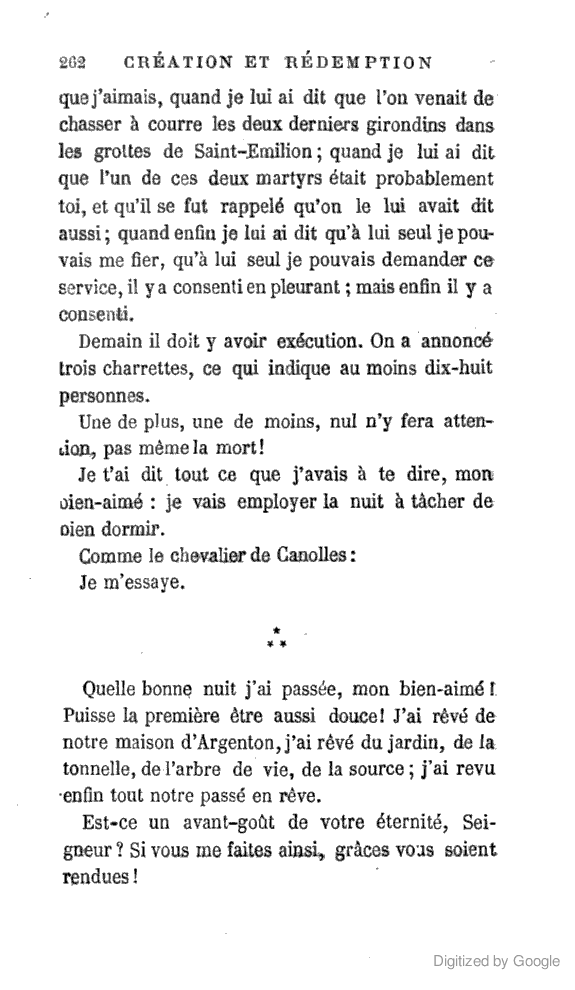 262 CRÉATION ET RÉDEMPTION
que j'aimais, quand je lui ai dit que l'on venait de
chasser à courre les deux derniers girondins dans
les grottes de Saint-Emilion ; quand je lui ai dit
que l'un de ces deux martyrs était probablement
toi, et qu'il se fut rappelé qu'on le lui avait dit
aussi ; quand enfin je lui ai dit qu'à lui seul je pou-
vais me fier, qu'à lui seul je pouvais demander ce
service, il y a consenti en pleurant ; mais enfin il y a
consenti.
Demain il doit y avoir exécution. On a annoncé
trois charrettes, ce qui indique au moins dix-huit
personnes.
Une de plus, une de moins, nul n'y fera atten-
tion, pas même la mort !
Je t'ai dit tout ce que j'avais à te dire, mon
bien-aimé : je vais employer la nuit à tâcher de
bien dormir.
Comme le chevalier de Canolles :
Je m'essaye.
* * *
Quelle bonne nuit j'ai passée, mon bien-aimé !
Puisse la première être aussi douce ! J'ai rêvé de
notre maison d'Argenton, j'ai rêvé du jardin, de la
tonnelle, de l'arbre de vie, de la source ; j'ai revu
enfin tout notre passé en rêve.
Est-ce un avant-goût de votre éternité, Sei-
gneur ? Si vous me faites ainsi, grâces vous soient
rendues !
Digitized by Google